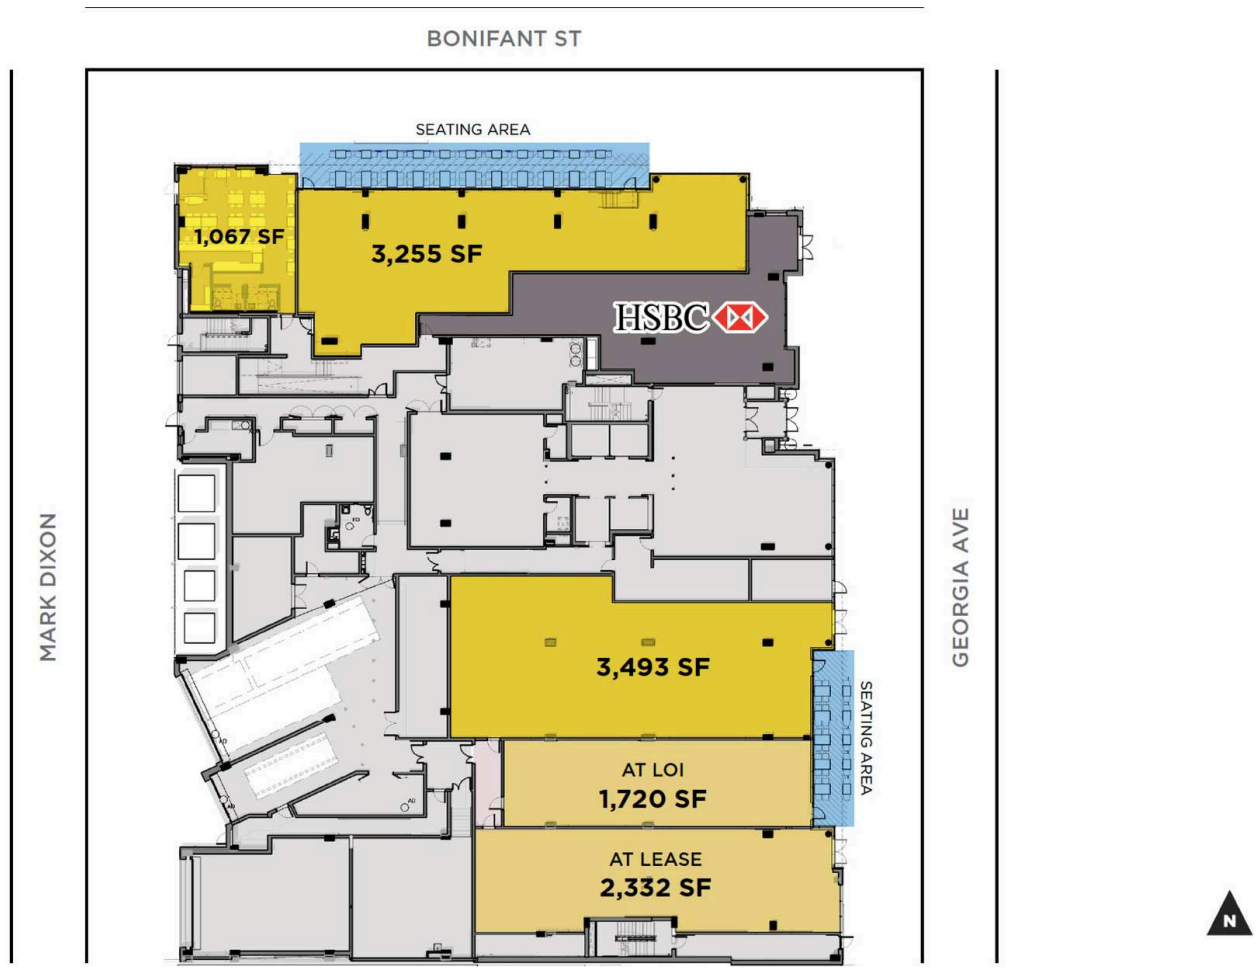 BONIFANT ST
SEATING AREA
1,067 SF
3,255 SF
HSBC
MARK DIXON
GEORGIA AVE
3,493 SF
SEATING AREA
AT LOI
1,720 SF
AT LEASE
2,332 SF
N